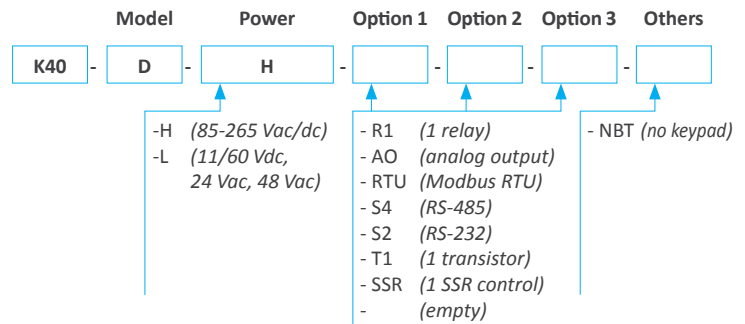 Model Power Option 1 Option 2 Option 3 Others
K40 - D - H - - - -
-H (85-265 Vac/dc) - R1 (1 relay) - NBT (no keypad)
-L (11/60 Vdc, - AO (analog output)
24 Vac, 48 Vac) - RTU (Modbus RTU)
- S4 (RS-485)
- S2 (RS-232)
- T1 (1 transistor)
- SSR (1 SSR control)
- (empty)